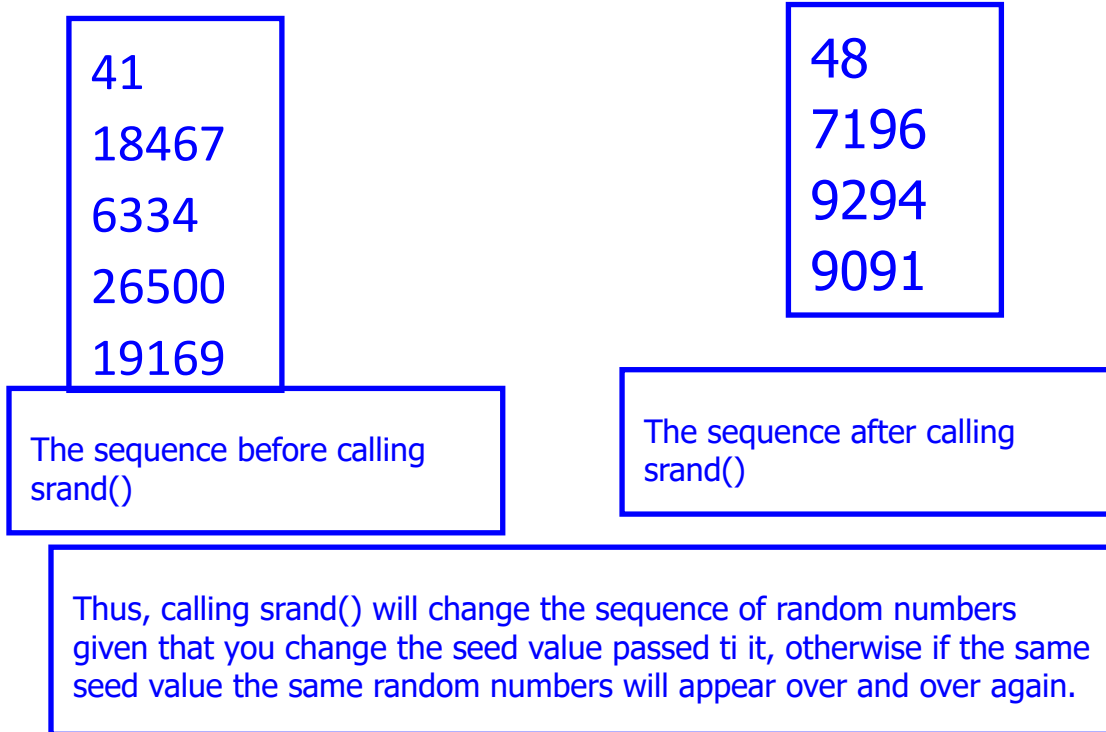 41
18467
6334
26500
19169
The sequence before calling
srand()
48
7196
9294
9091
The sequence after calling
srand()
Thus, calling srand() will change the sequence of random numbers
given that you change the seed value passed ti it, otherwise if the same
seed value the same random numbers will appear over and over again.